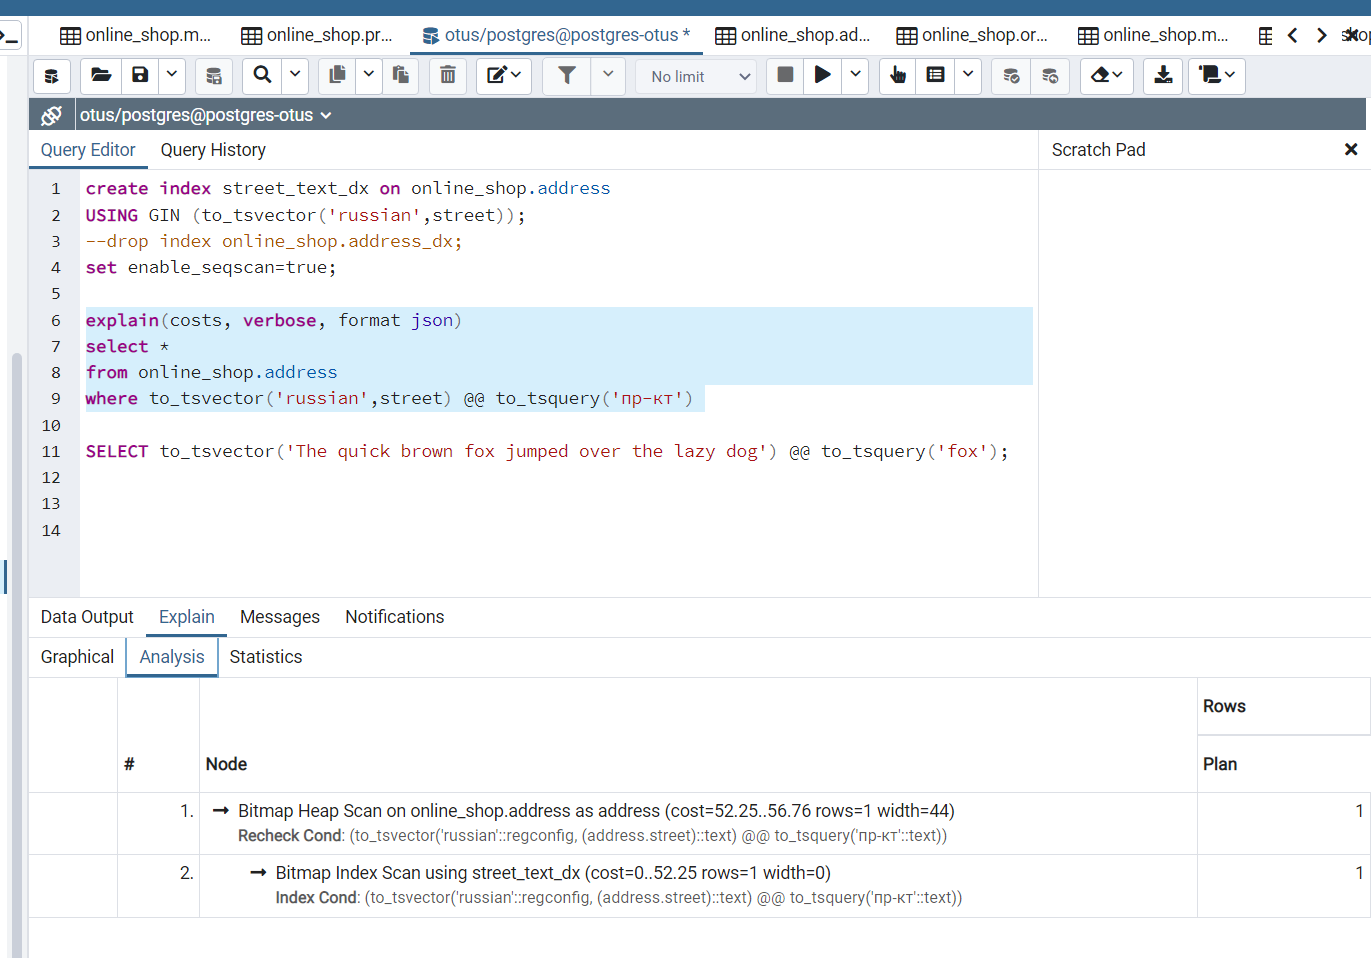 online_shop.m...
online_shop.pr...
otus/postgres@postgres-otus *
online_shop.ad...
online_shop.or...
online_shop.m...
No limit
otus/postgres@postgres-otus
Query Editor
Query History
Scratch Pad
1 create index street_text_dx on online_shop.address
2 USING GIN (to_tsvector('russian',street));
3 --drop index online_shop.address_dx;
4 set enable_seqscan=true;
5
6 explain(costs, verbose, format json)
7 select *
8 from online_shop.address
9 where to_tsvector('russian',street) @@ to_tsquery('пр-кт')
10
11 SELECT to_tsvector('The quick brown fox jumped over the lazy dog') @@ to_tsquery('fox');
12
13
14
Data Output
Explain
Messages
Notifications
Graphical
Analysis
Statistics
Rows
#
Node
Plan
1. → Bitmap Heap Scan on online_shop.address as address (cost=52.25..56.76 rows=1 width=44) 1
Recheck Cond: (to_tsvector('russian'::regconfig, (address.street)::text) @@ to_tsquery('пр-кт'::text))
2. → Bitmap Index Scan using street_text_dx (cost=0..52.25 rows=1 width=0) 1
Index Cond: (to_tsvector('russian'::regconfig, (address.street)::text) @@ to_tsquery('пр-кт'::text))